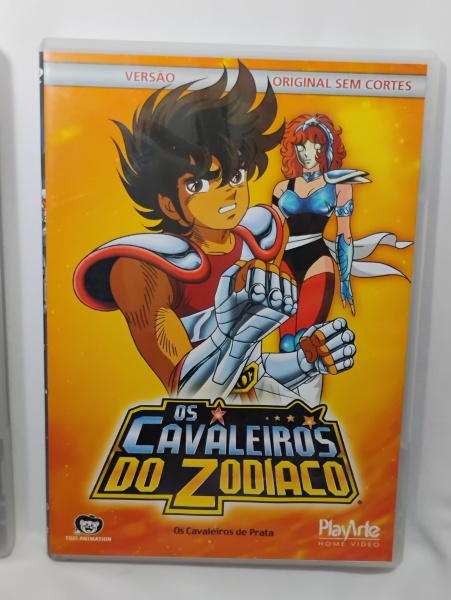 VERSÃO ORIGINAL SEM CORTES
OS
CAVALEIROS
DO ZODÍACO
Os Cavaleiros de Prata
TOEI ANIMATION
PlayArte
HOME VIDEO